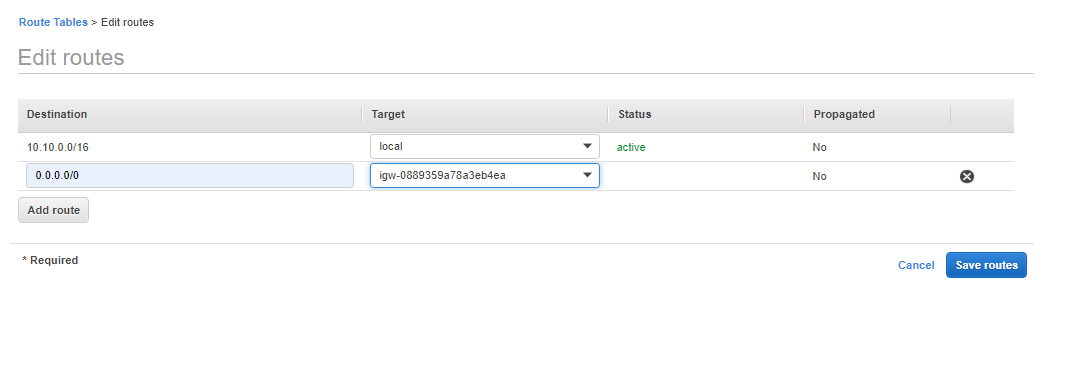 Route Tables > Edit routes
Edit routes
Destination Target Status Propagated
10.10.0.0/16 local active No
0.0.0.0/0 igw-0889359a78a3eb4ea No
Add route
* Required
Cancel Save routes